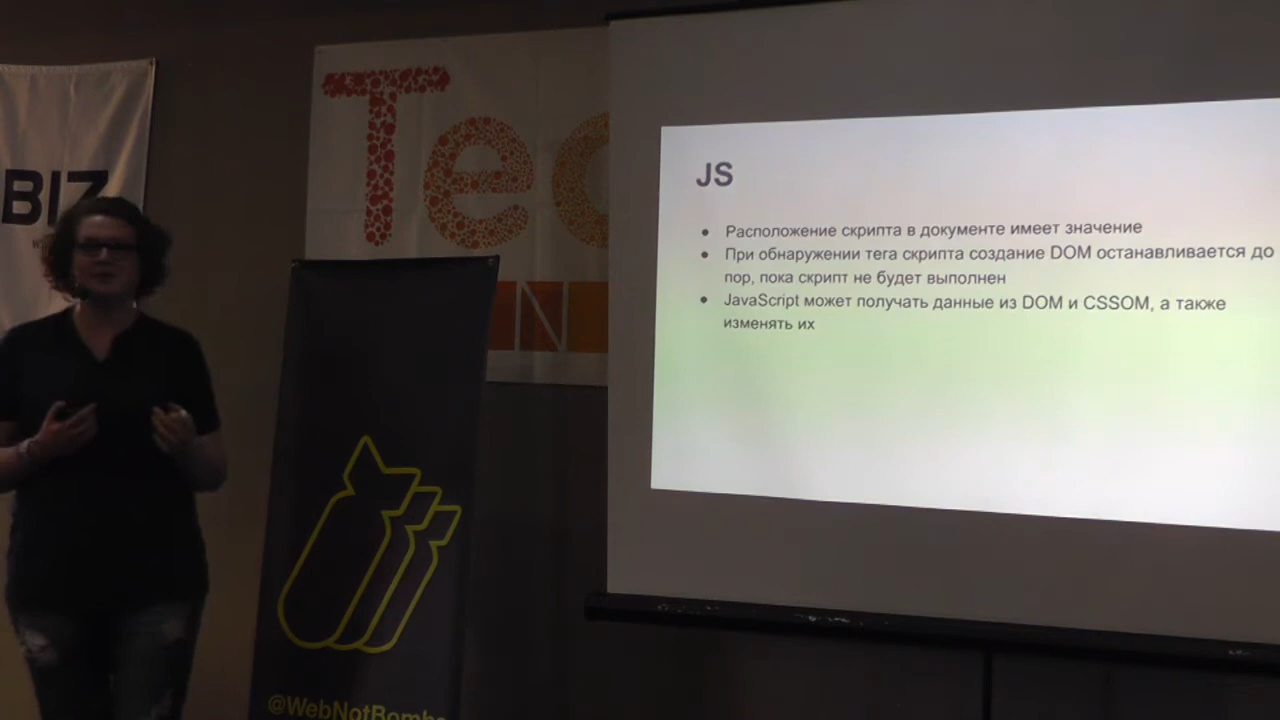 BIZ
Tec
N
JS
Расположение скрипта в документе имеет значение
При обнаружении тега скрипта создание DOM останавливается до
пор, пока скрипт не будет выполнен
JavaScript может получать данные из DOM и CSSOM, а также
изменять их
@WebNotBombs